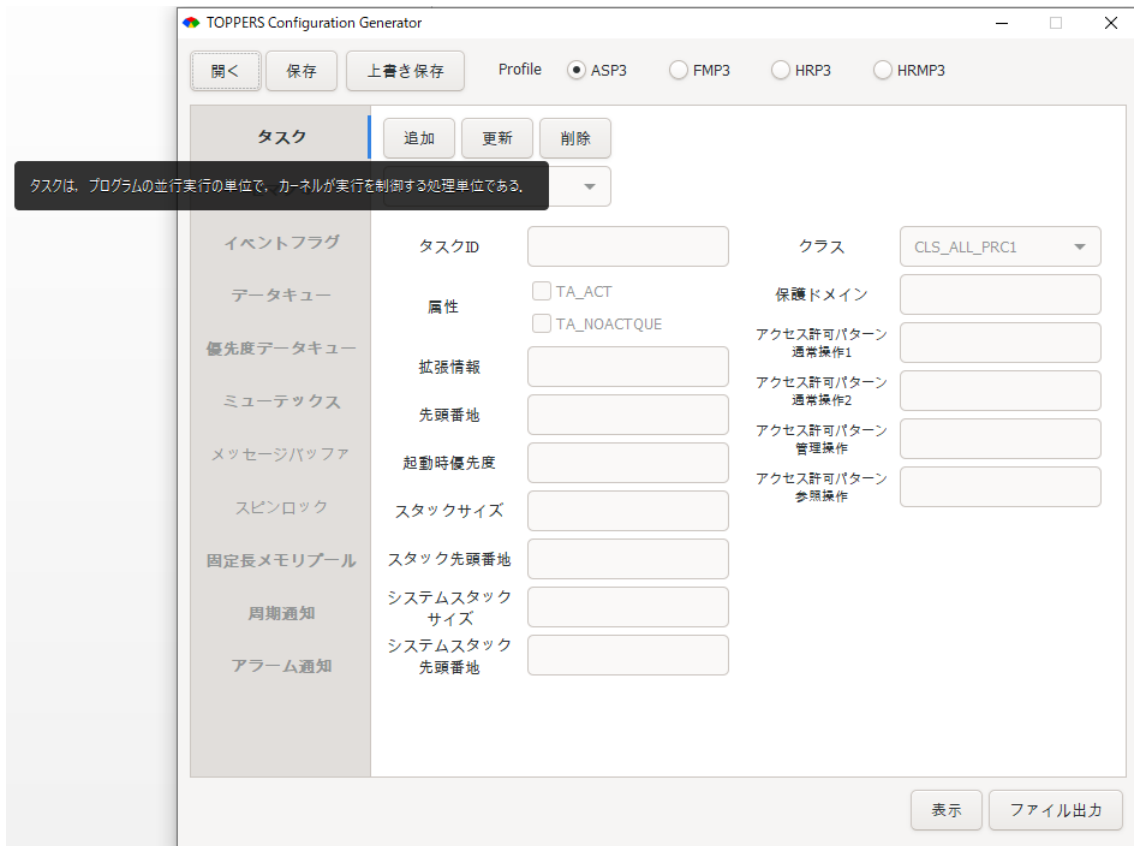 TOPPERS Configuration Generator
開く 保存 上書き保存 Profile ASP3 FMP3 HRP3 HRMP3
タスク 追加 更新 削除
タスクは，プログラムの並行実行の単位で，カーネルが実行を制御する処理単位である．
イベントフラグ タスクID クラス CLS_ALL_PRC1
データキュー 属性 TA_ACT 保護ドメイン
TA_NOACTQUE
アクセス許可パターン
通常操作1
優先度データキュー 拡張情報
アクセス許可パターン
通常操作2
ミューテックス 先頭番地
アクセス許可パターン
管理操作
メッセージバッファ 起動時優先度
アクセス許可パターン
参照操作
スピンロック スタックサイズ
固定長メモリプール スタック先頭番地
周期通知 システムスタック
サイズ
アラーム通知 システムスタック
先頭番地
表示 ファイル出力